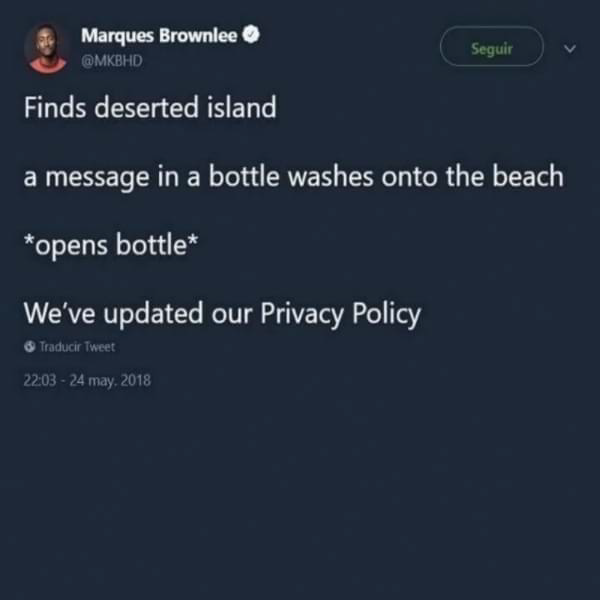 Marques Brownlee
@MKBHD
Seguir
Finds deserted island
a message in a bottle washes onto the beach
*opens bottle*
We've updated our Privacy Policy
Traducir Tweet
22:03 - 24 may. 2018